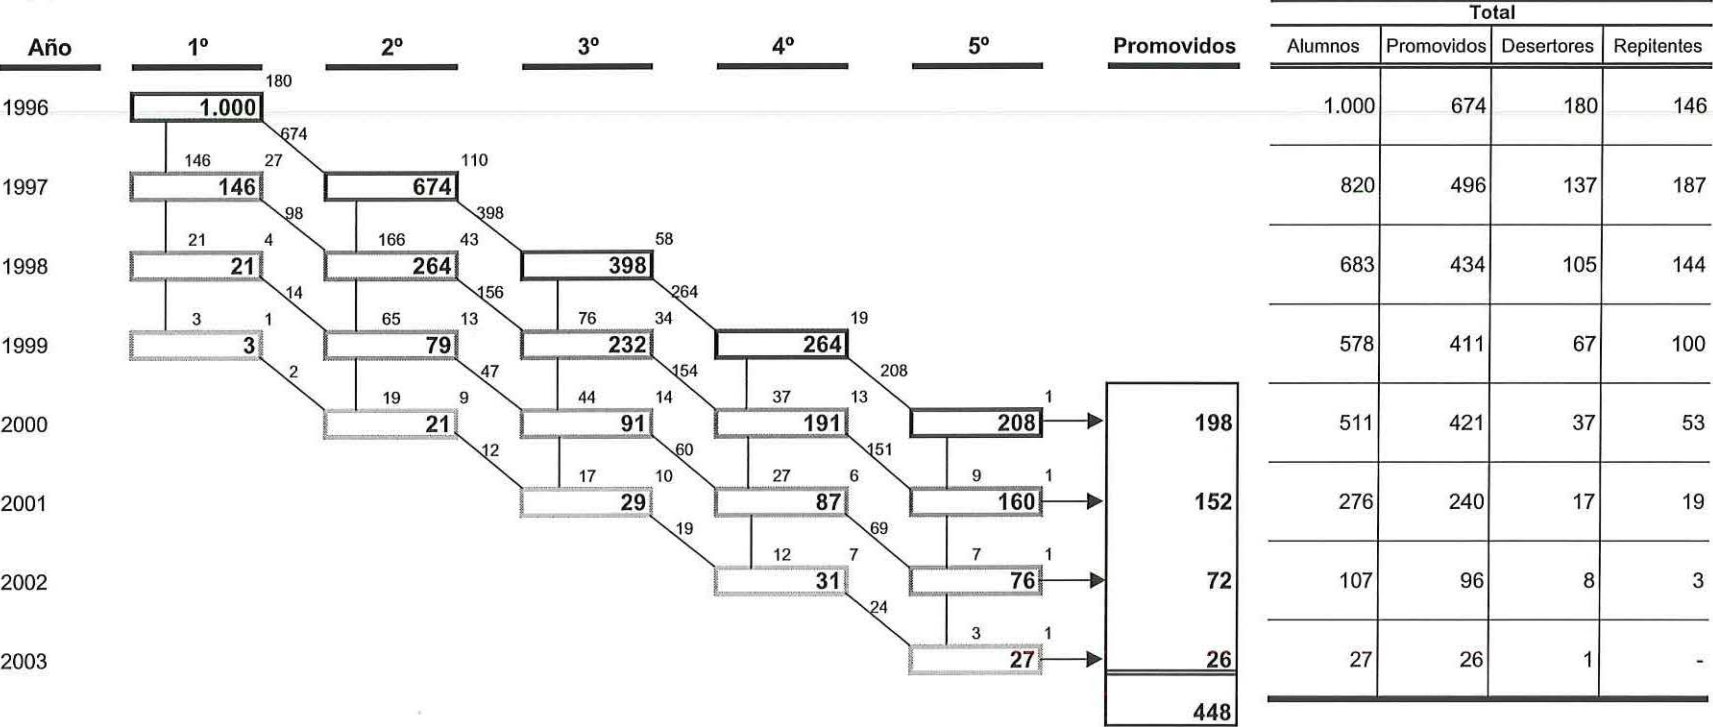 Total
Año 1º 2º 3º 4º 5º Promovidos Alumnos Promovidos Desertores Repitentes
180
1996 1.000 1.000 674 180 146
674
146 27 110
1997 146 674 820 496 137 187
98 398
21 4 166 43 58
1998 21 264 398 683 434 105 144
14 156 264
3 1 65 13 76 34 19
1999 3 79 232 264 578 411 67 100
2 47 154 208
19 9 44 14 37 13 1
2000 21 91 191 208 198 511 421 37 53
12 60 151
17 10 27 6 9 1
2001 29 87 160 152 276 240 17 19
19 69
12 7 7 1
2002 31 76 72 107 96 8 3
24
3 1
2003 27 26 27 26 1 -
448